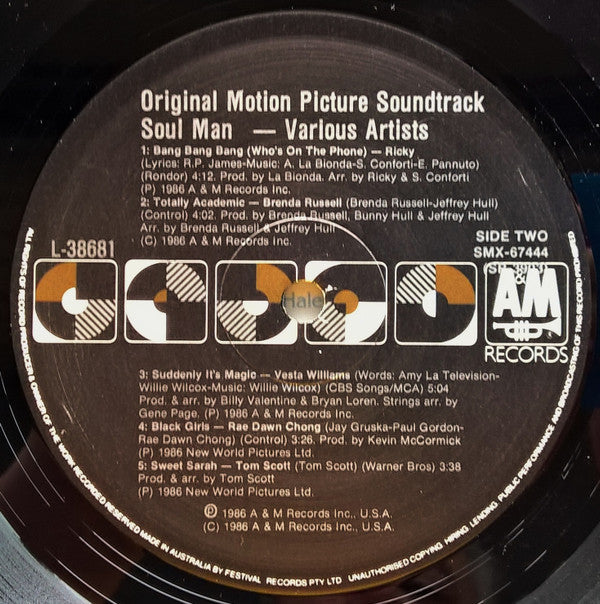 Original Motion Picture Soundtrack
Soul Man — Various Artists
1: Bang Bang Bang (Who's On The Phone) — Ricky
(Lyrics: R.P. James-Music: A. La Bionda-S. Conforti-E. Pannuto)
(Rondor) 4:12. Prod. by La Bionda. Arr. by Ricky & S. Conforti
(P) 1986 A & M Records Inc.
2: Totally Academic — Brenda Russell (Brenda Russell-Jeffrey Hull)
(Control) 4:02. Prod. by Brenda Russell, Bunny Hull & Jeffrey Hull
Arr by. Brenda Russell & Jeffrey Hull
(C) 1986 A & M Records Inc.
L-38681
SIDE TWO
SMX-67444
Hale
A&M
RECORDS
3: Suddenly It's Magic — Vesta Williams (Words: Amy La Television-
Willie Wilcox-Music: Willie Wilcox) (CBS Songs/MCA) 5:04
Prod. & arr. by Billy Valentine & Bryan Loren. Strings arr. by
Gene Page. (P) 1986 A & M Records Inc.
4: Black Girls — Rae Dawn Chong (Jay Gruska-Paul Gordon-
Rae Dawn Chong) (Control) 3:26. Prod. by Kevin McCormick
(P) 1986 New World Pictures Ltd.
5: Sweet Sarah — Tom Scott (Tom Scott) (Warner Bros) 3:38
Prod. & arr. by Tom Scott
(P) 1986 New World Pictures Ltd.
℗ 1986 A & M Records Inc., U.S.A.
(C) 1986 A & M Records Inc., U.S.A.
ALL RIGHTS OF RECORD PRODUCER & OWNER OF THE WORK RECORDED RESERVED MADE IN AUSTRALIA BY FESTIVAL RECORDS PTY LTD UNAUTHORISED COPYING HIRING LENDING PUBLIC PERFORMANCE AND BROADCASTING OF THIS RECORD PROHIBITED.